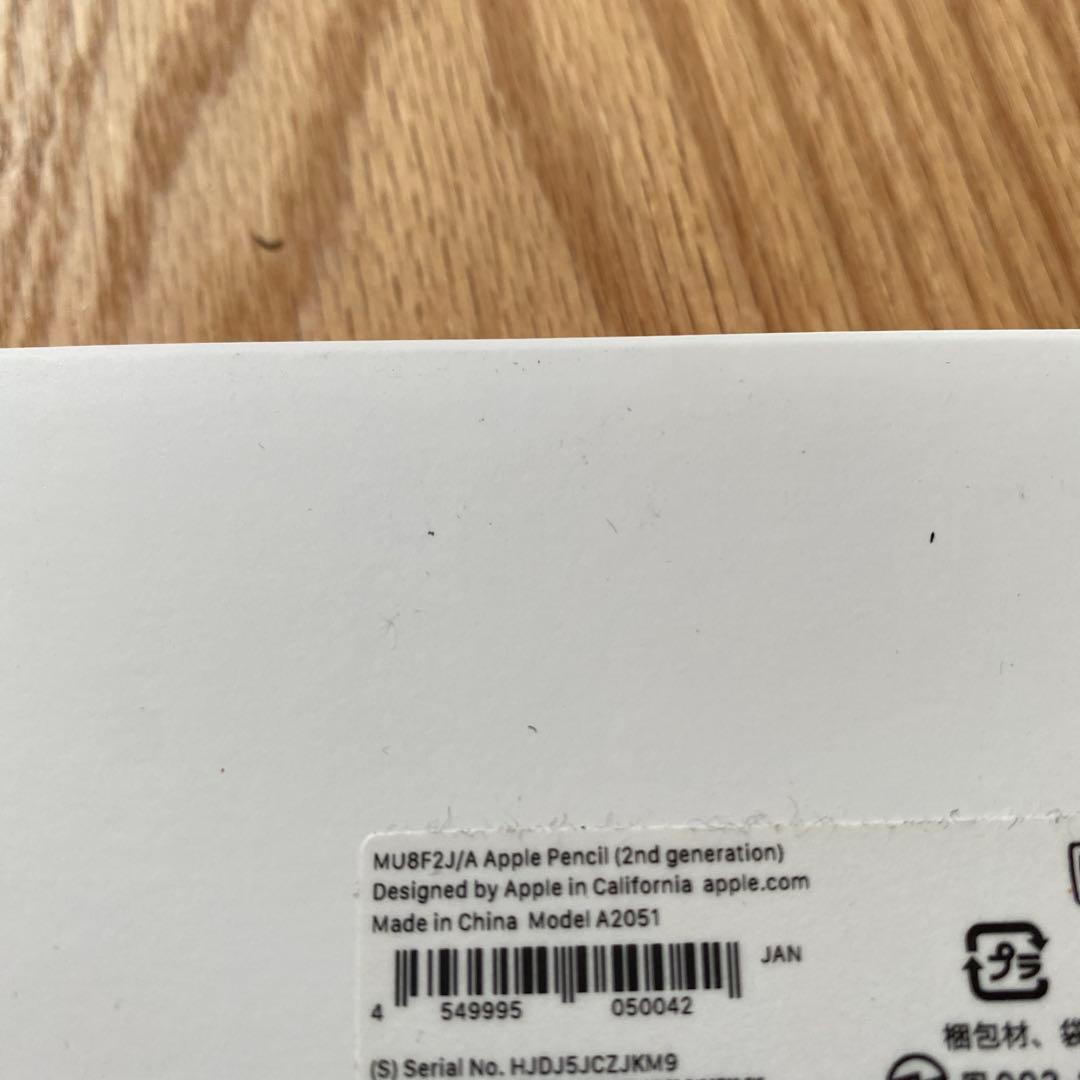 MU8F2J/A Apple Pencil (2nd generation)
Designed by Apple in California apple.com
Made in China Model A2051
JAN
4 549995 050042
(S) Serial No. HJDJ5JCZJKM9
プラ
梱包材、袋